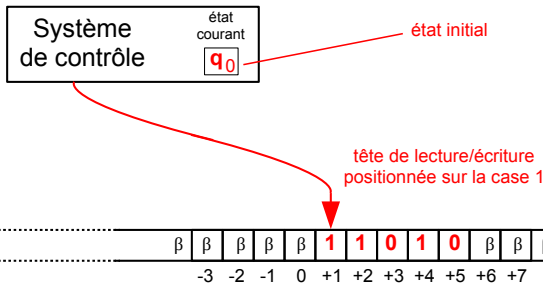 Système
de contrôle
état
courant
q0
état initial
tête de lecture/écriture
positionnée sur la case 1
β β β β β 1 1 0 1 0 β β
-3 -2 -1 0 +1 +2 +3 +4 +5 +6 +7